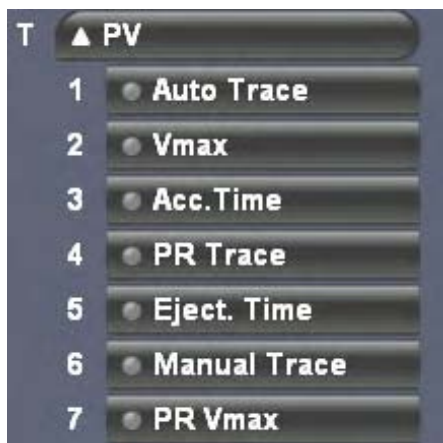 T ▲ PV
1 Auto Trace
2 Vmax
3 Acc.Time
4 PR Trace
5 Eject. Time
6 Manual Trace
7 PR Vmax